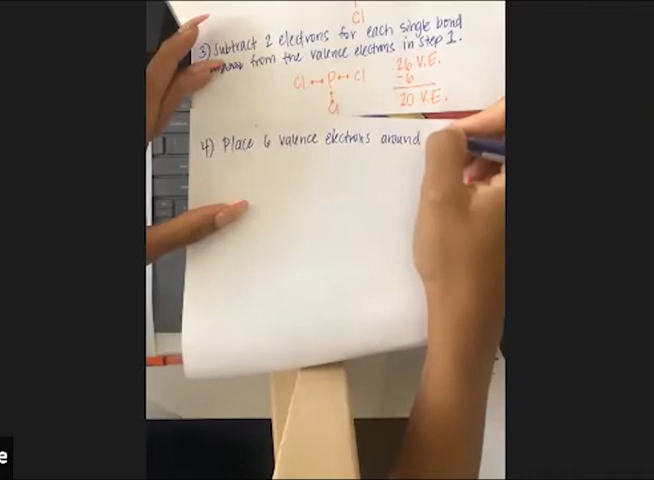 Cl
3) Subtract 2 electrons for each single bond
from the valence electrons in step 1.
26 V.E.
Cl P Cl
-6
Cl
20 V.E.
4) Place 6 valence electrons around
e